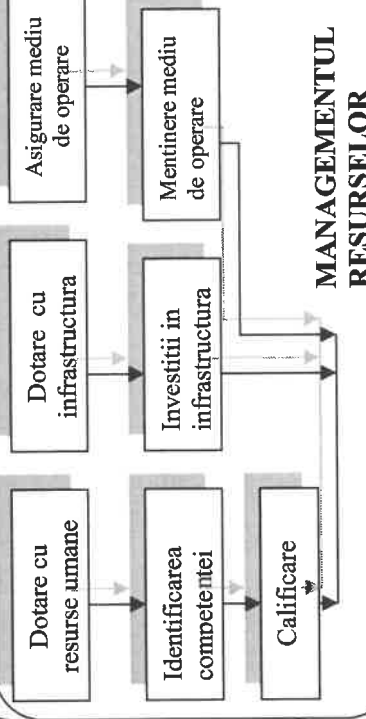 Dotare cu
resurse umane
Dotare cu
infrastructura
Asigurare mediu
de operare
Identificarea
competentei
Investitii in
infrastructura
Mentinere mediu
de operare
Calificare
MANAGEMENTUL
RESURSELOR